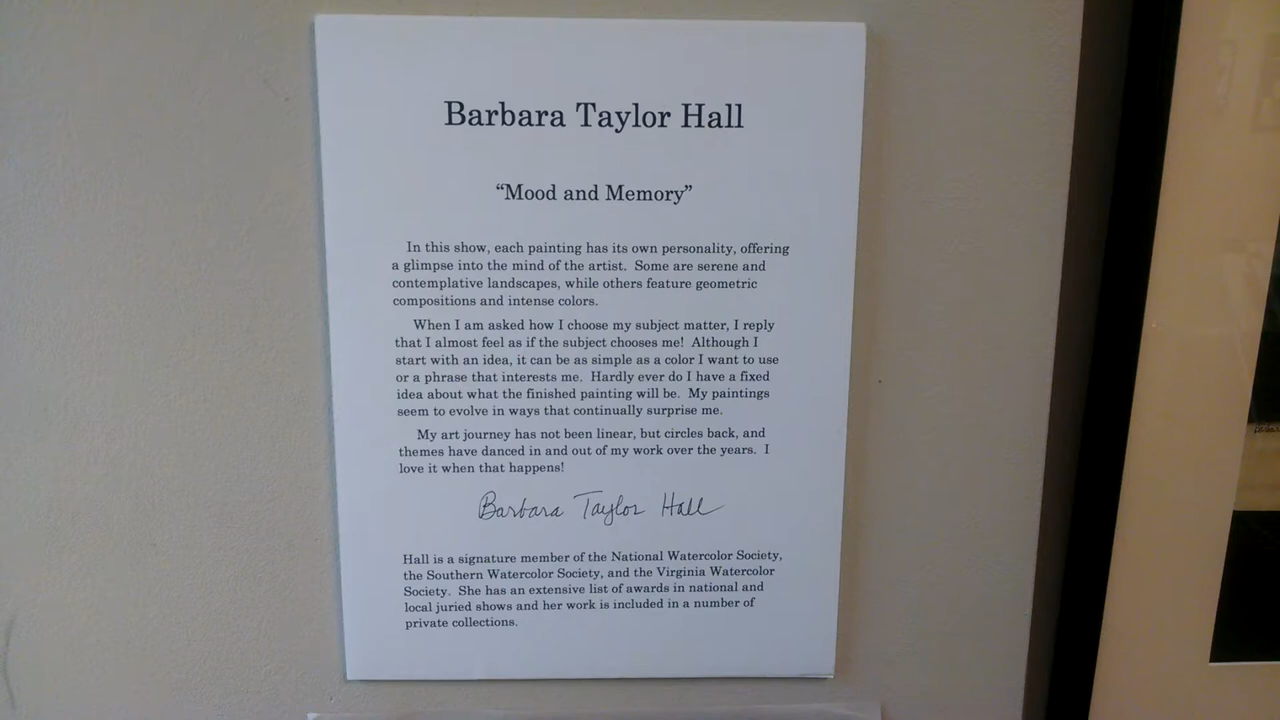 Barbara Taylor Hall
“Mood and Memory”
In this show, each painting has its own personality, offering
a glimpse into the mind of the artist.  Some are serene and
contemplative landscapes, while others feature geometric
compositions and intense colors.
When I am asked how I choose my subject matter, I reply
that I almost feel as if the subject chooses me!  Although I
start with an idea, it can be as simple as a color I want to use
or a phrase that interests me.  Hardly ever do I have a fixed
idea about what the finished painting will be.  My paintings
seem to evolve in ways that continually surprise me.
My art journey has not been linear, but circles back, and
themes have danced in and out of my work over the years.  I
love it when that happens!
Barbara Taylor Hall
Hall is a signature member of the National Watercolor Society,
the Southern Watercolor Society, and the Virginia Watercolor
Society.  She has an extensive list of awards in national and
local juried shows and her work is included in a number of
private collections.